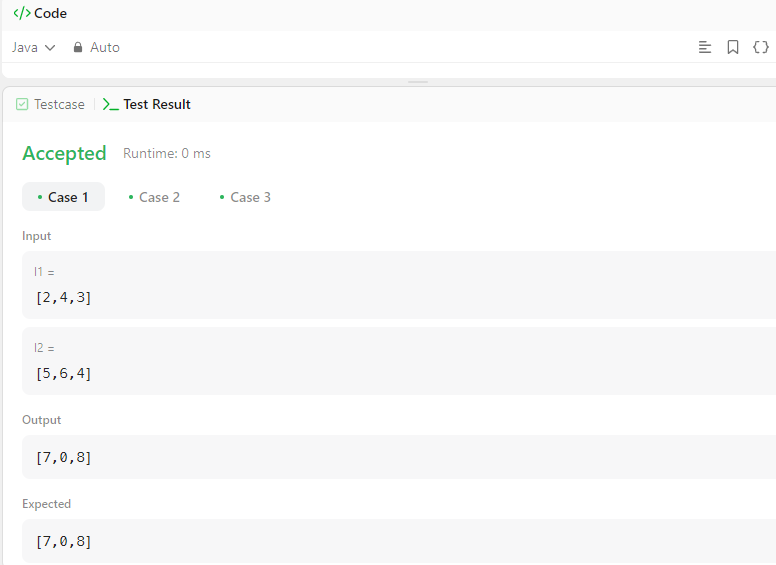 </> Code
Java Auto
Testcase Test Result
Accepted Runtime: 0 ms
Case 1 Case 2 Case 3
Input
l1 =
[2,4,3]
l2 =
[5,6,4]
Output
[7,0,8]
Expected
[7,0,8]